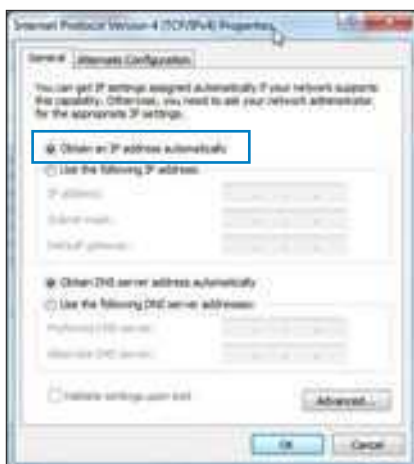 Internet Protocol Version 4 (TCP/IPv4) Properties
General
Alternate Configuration
You can get IP settings assigned automatically if your network supports
this capability. Otherwise, you need to ask your network administrator
for the appropriate IP settings.
Obtain an IP address automatically
Use the following IP address:
IP address:
Subnet mask:
Default gateway:
Obtain DNS server address automatically
Use the following DNS server addresses:
Preferred DNS server:
Alternate DNS server:
Validate settings upon exit
Advanced...
OK
Cancel